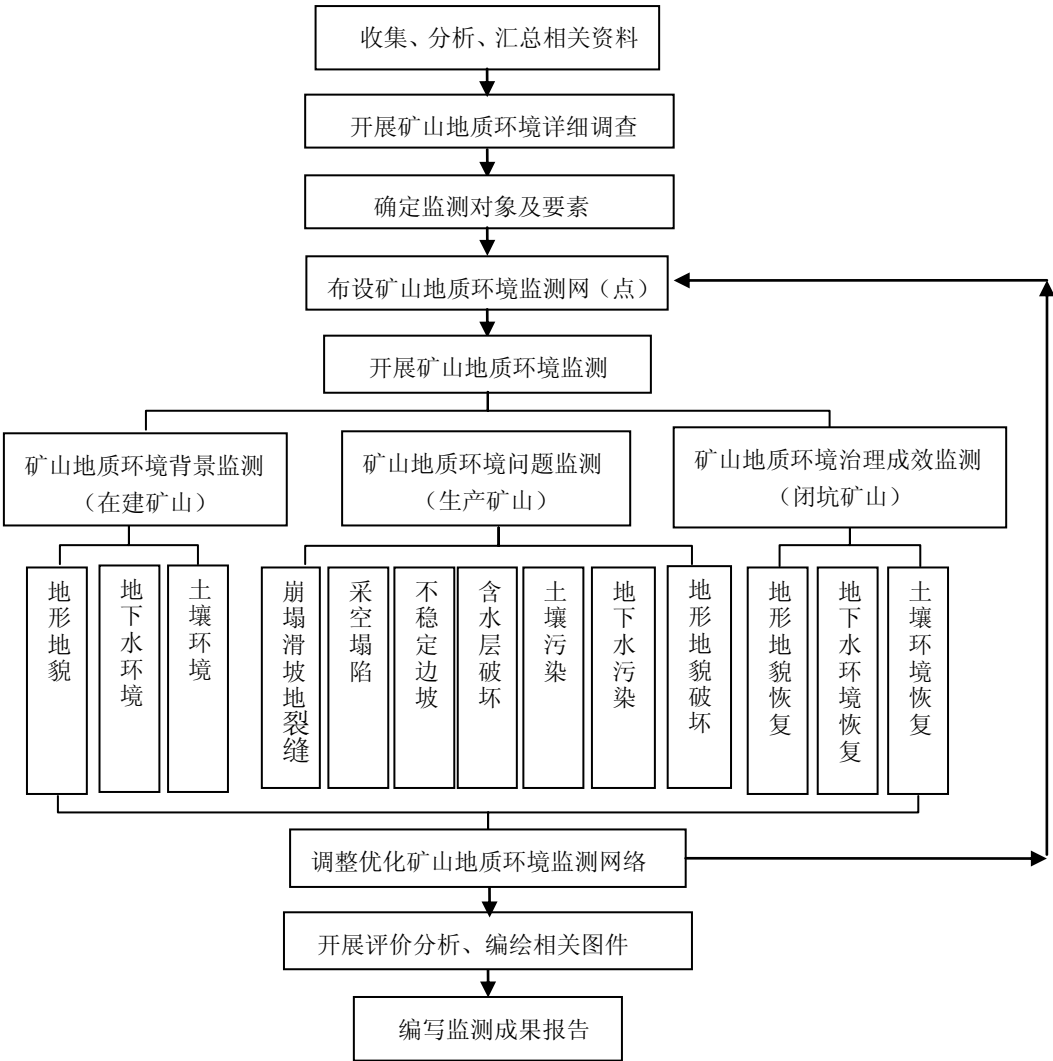 收集、分析、汇总相关资料
开展矿山地质环境详细调查
确定监测对象及要素
布设矿山地质环境监测网（点）
开展矿山地质环境监测
矿山地质环境背景监测
（在建矿山）
矿山地质环境问题监测
（生产矿山）
矿山地质环境治理成效监测
（闭坑矿山）
地形地貌
地下水环境
土壤环境
崩塌滑坡地裂缝
采空塌陷
不稳定边坡
含水层破坏
土壤污染
地下水污染
地形地貌破坏
地形地貌恢复
地下水环境恢复
土壤环境恢复
调整优化矿山地质环境监测网络
开展评价分析、编绘相关图件
编写监测成果报告